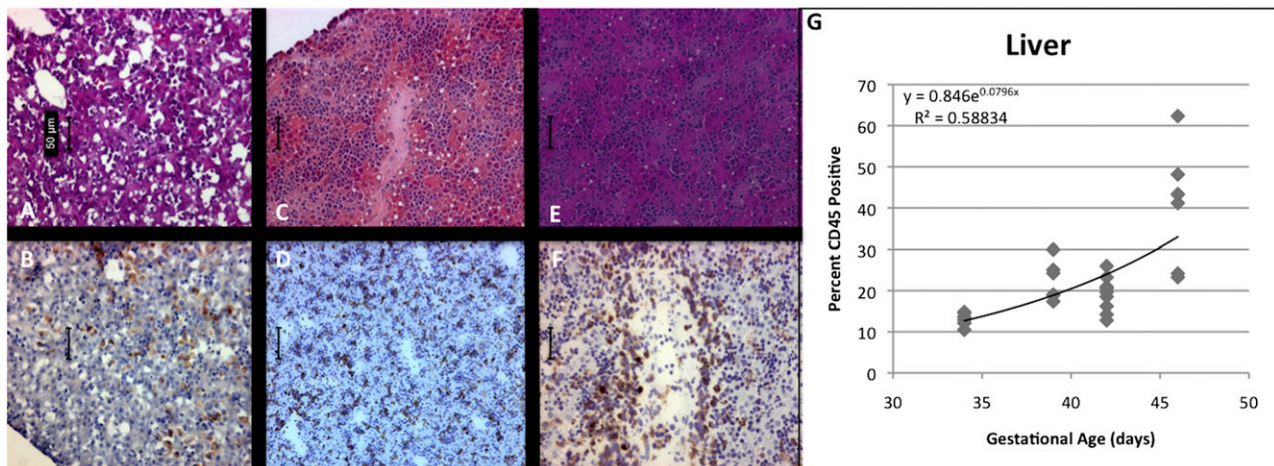 A
50 µm
B
C
D
E
F
G
Liver
y = 0.846e^0.0796x
R² = 0.58834
Percent CD45 Positive
70
60
50
40
30
20
10
0
30 35 40 45 50
Gestational Age (days)